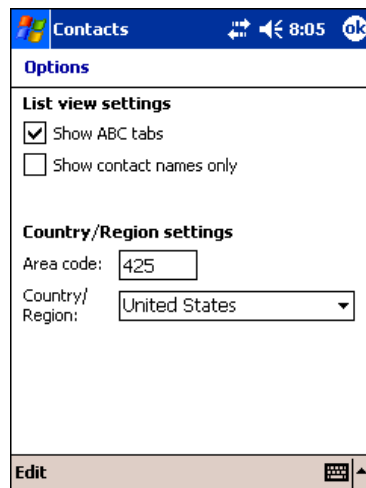 Contacts 8:05 ok
Options
List view settings
Show ABC tabs
Show contact names only
Country/Region settings
Area code: 425
Country/
Region: United States
Edit